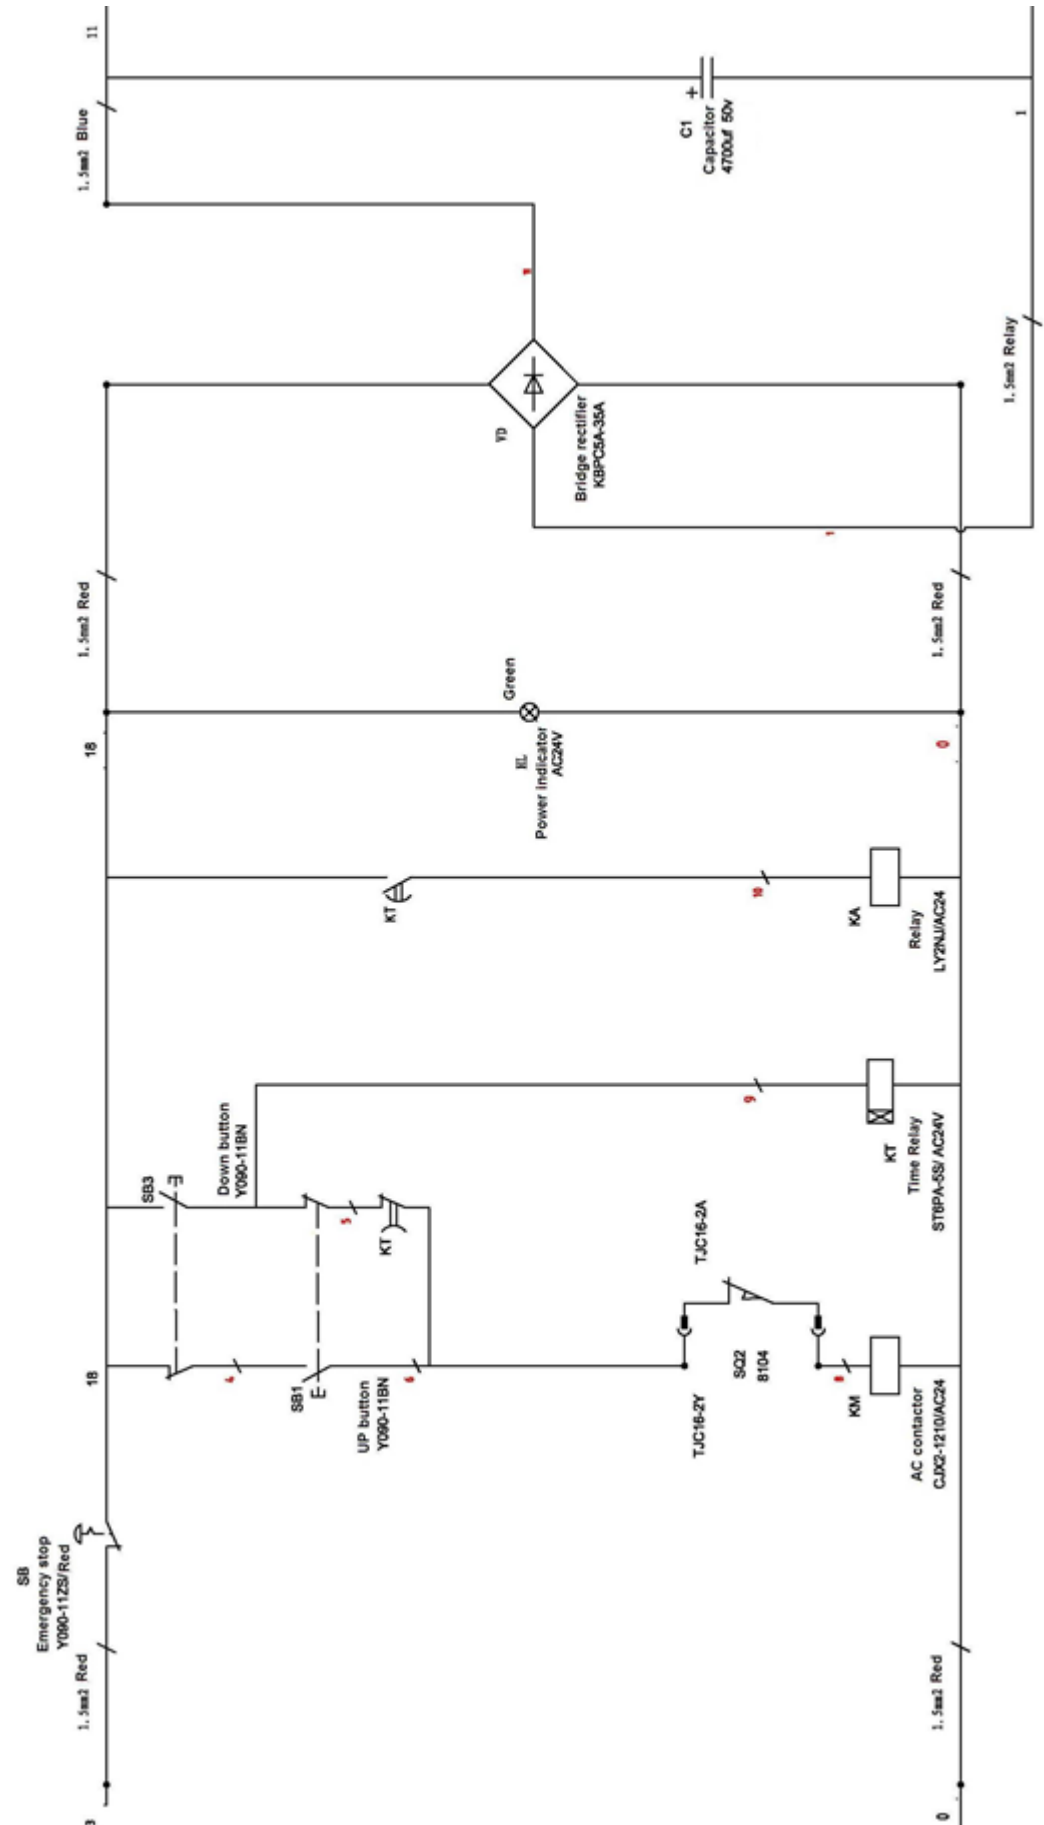 SB
Emergency stop
Y090-11ZS/Red
1.5mm2 Red
18
18
1.5mm2 Red
1.5mm2 Blue
11
SB3
4
Down button
Y090-11BN
SB1
5
UP button
Y090-11BN
6
KT
KT
Green
HL
Power indicator
AC24V
VD
Bridge rectifier
KBPC5A-35A
C1
Capacitor
4700uf 50v
TJC16-2Y
TJC16-2A
SQ2
8104
9
10
1
8
KM
AC contactor
CJX2-1210/AC24
KT
Time Relay
ST6PA-5S/ AC24V
KA
Relay
LY2NJ/AC24
0
1.5mm2 Red
0
1.5mm2 Red
1.5mm2 Relay
1